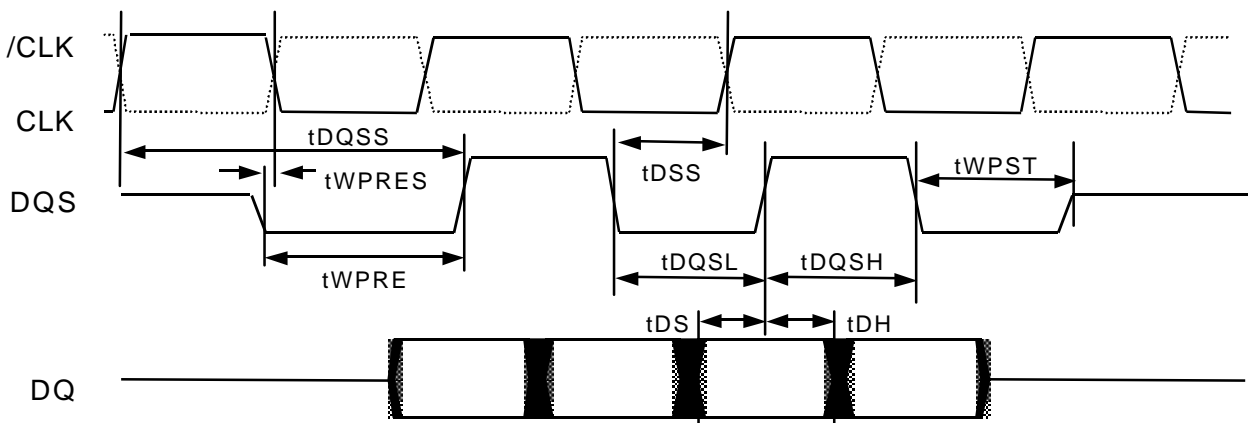 /CLK
CLK
tDQSS
tWPRES
tDSS
tWPST
DQS
tWPRE
tDQSL
tDQSH
tDS
tDH
DQ